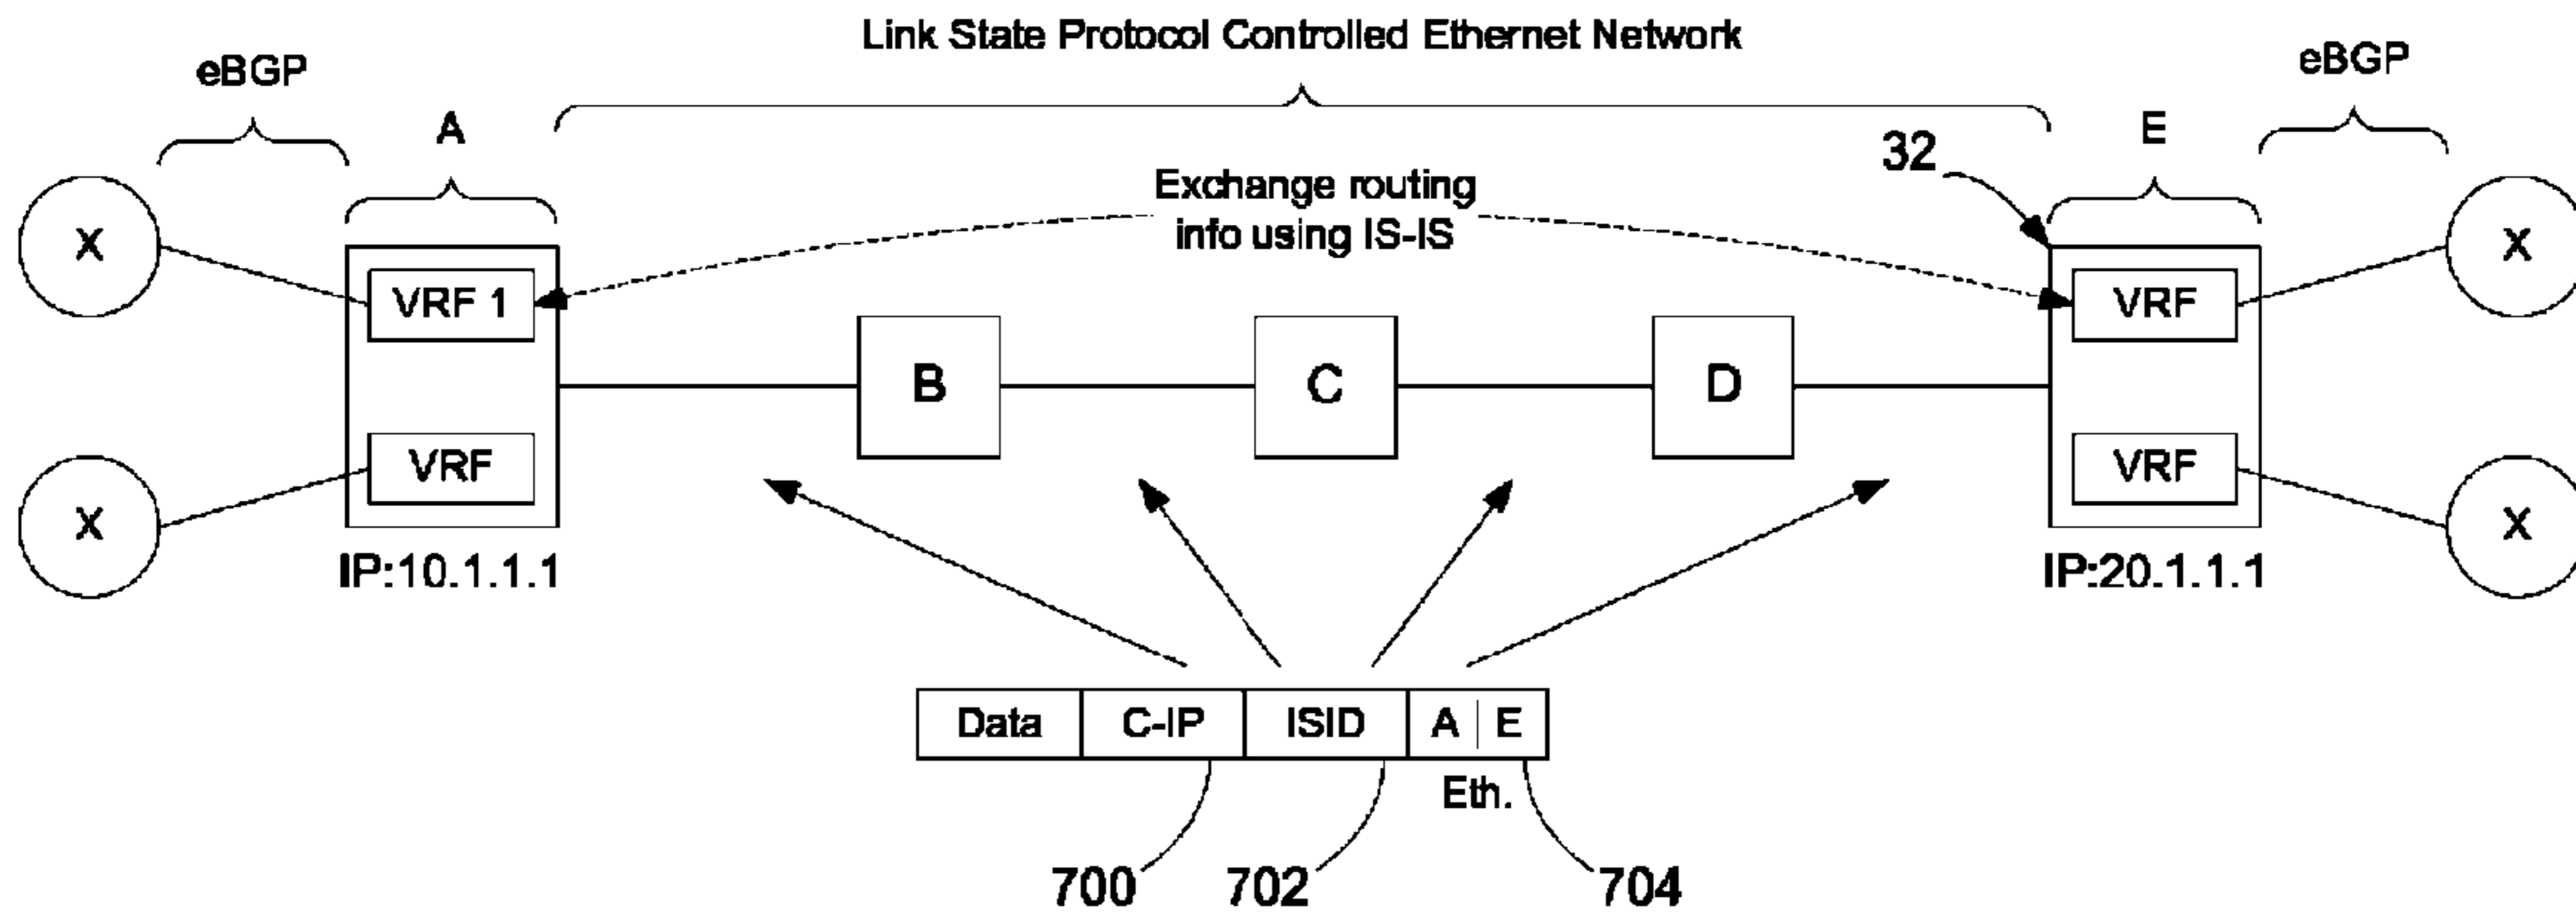 Link State Protocol Controlled Ethernet Network
eBGP
eBGP
A
E
32
Exchange routing
info using IS-IS
X
X
VRF 1
VRF
B
C
D
VRF
VRF
X
X
IP:10.1.1.1
IP:20.1.1.1
Data
C-IP
ISID
A
E
Eth.
700
702
704